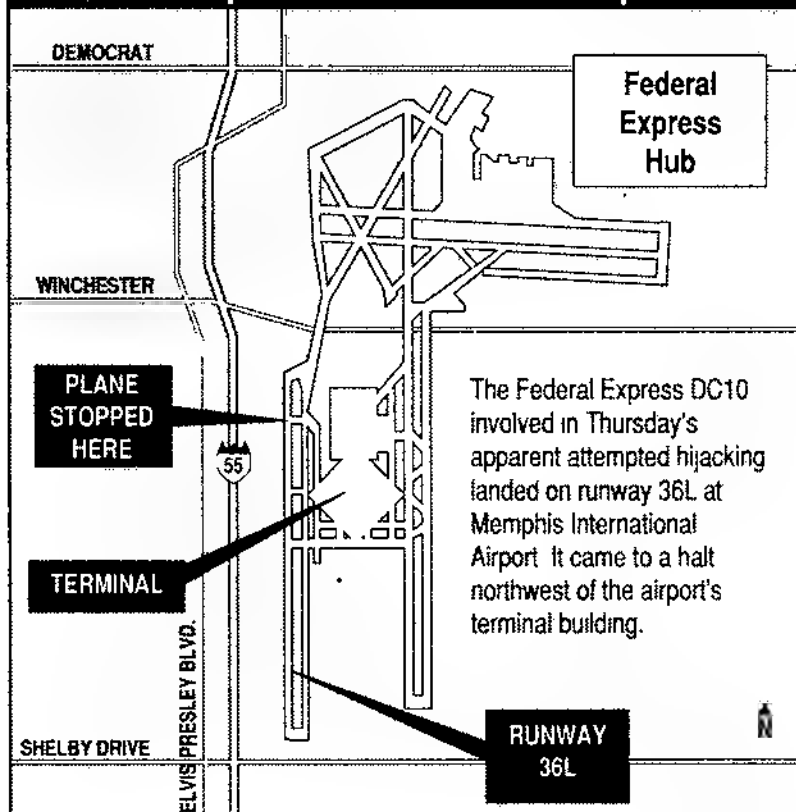 DEMOCRAT
Federal
Express
Hub
WINCHESTER
PLANE
STOPPED
HERE
55
The Federal Express DC10
involved in Thursday's
apparent attempted hijacking
landed on runway 36L at
Memphis International
Airport It came to a halt
northwest of the airport's
terminal building.
TERMINAL
ELVIS PRESLEY BLVD.
RUNWAY
36L
SHELBY DRIVE
N